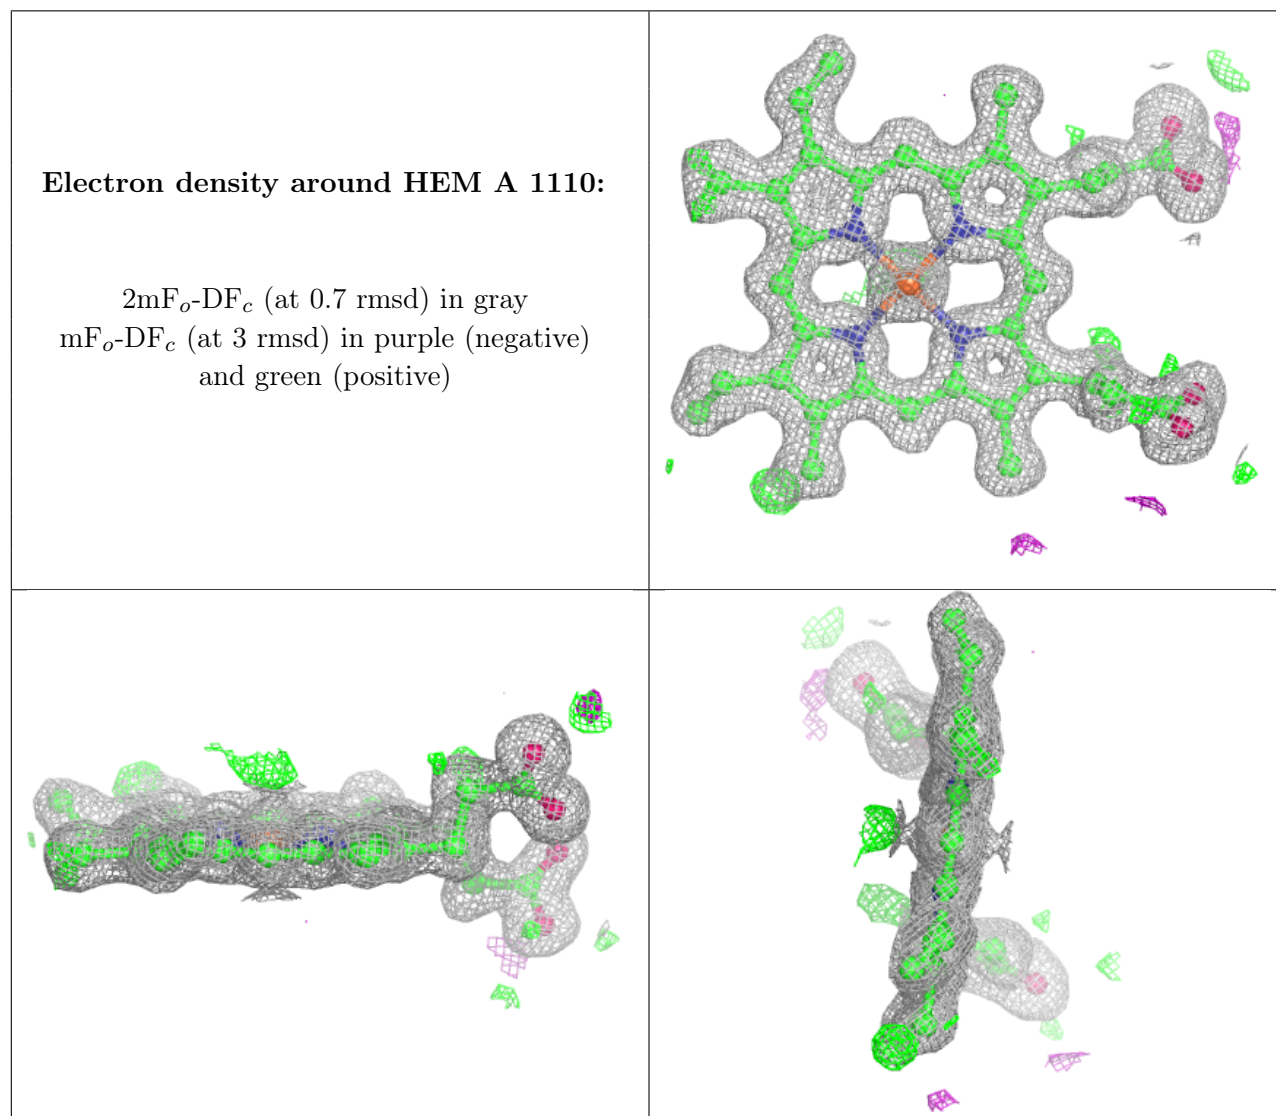 Electron density around HEM A 1110:
2mFₒ-DF𝒸 (at 0.7 rmsd) in gray
mFₒ-DF𝒸 (at 3 rmsd) in purple (negative)
and green (positive)